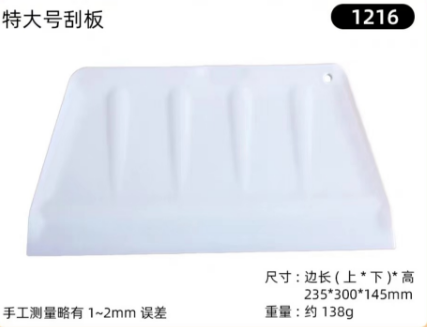 特大号刮板
1216
尺寸：边长 ( 上 * 下 )* 高
235*300*145mm
手工测量略有 1~2mm 误差
重量：约 138g